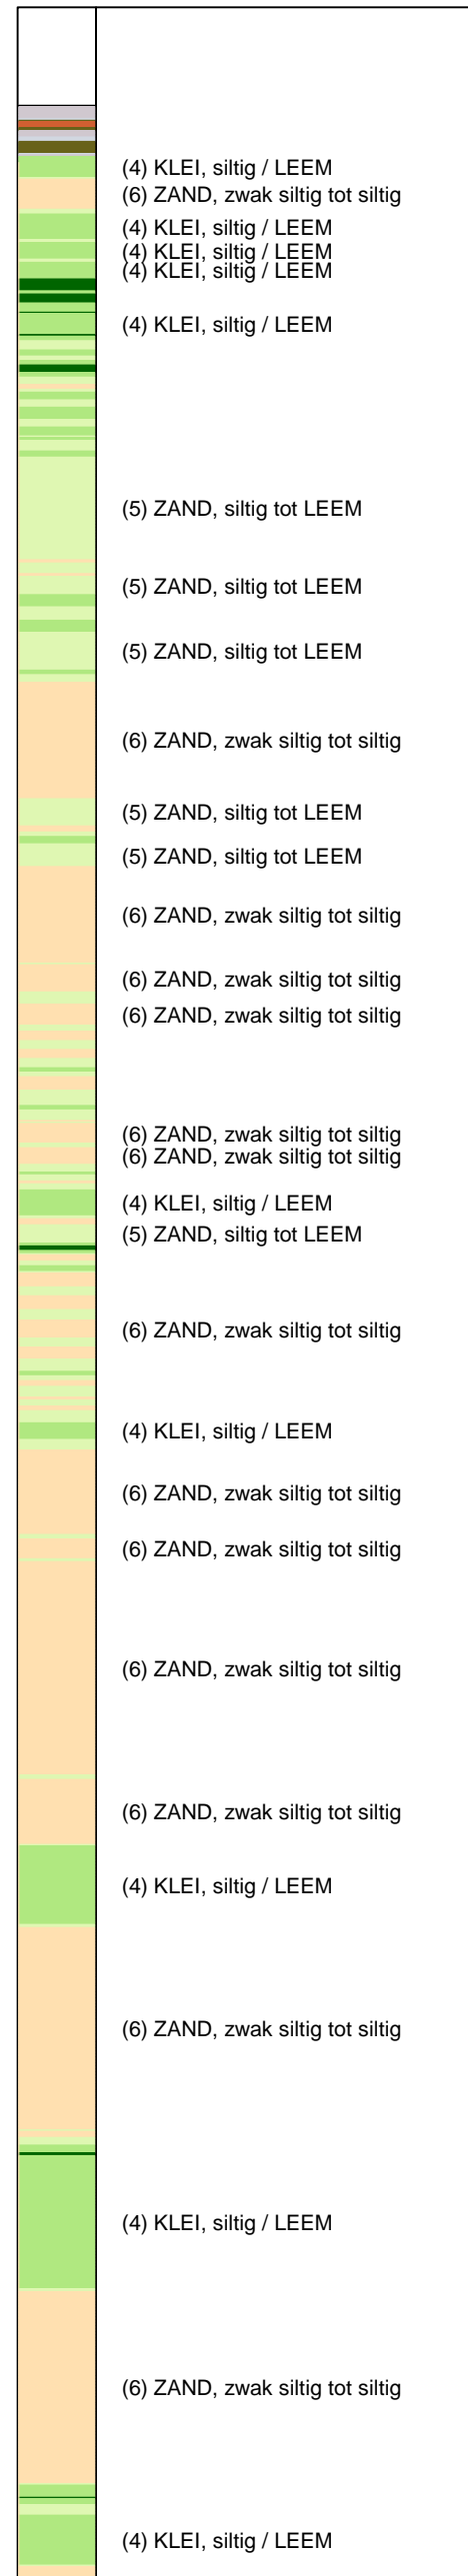 (4) KLEI, siltig / LEEM
(6) ZAND, zwak siltig tot siltig
(4) KLEI, siltig / LEEM
(4) KLEI, siltig / LEEM
(4) KLEI, siltig / LEEM
(4) KLEI, siltig / LEEM
(5) ZAND, siltig tot LEEM
(5) ZAND, siltig tot LEEM
(5) ZAND, siltig tot LEEM
(6) ZAND, zwak siltig tot siltig
(5) ZAND, siltig tot LEEM
(5) ZAND, siltig tot LEEM
(6) ZAND, zwak siltig tot siltig
(6) ZAND, zwak siltig tot siltig
(6) ZAND, zwak siltig tot siltig
(6) ZAND, zwak siltig tot siltig
(6) ZAND, zwak siltig tot siltig
(4) KLEI, siltig / LEEM
(5) ZAND, siltig tot LEEM
(6) ZAND, zwak siltig tot siltig
(4) KLEI, siltig / LEEM
(6) ZAND, zwak siltig tot siltig
(6) ZAND, zwak siltig tot siltig
(6) ZAND, zwak siltig tot siltig
(6) ZAND, zwak siltig tot siltig
(4) KLEI, siltig / LEEM
(6) ZAND, zwak siltig tot siltig
(4) KLEI, siltig / LEEM
(6) ZAND, zwak siltig tot siltig
(4) KLEI, siltig / LEEM